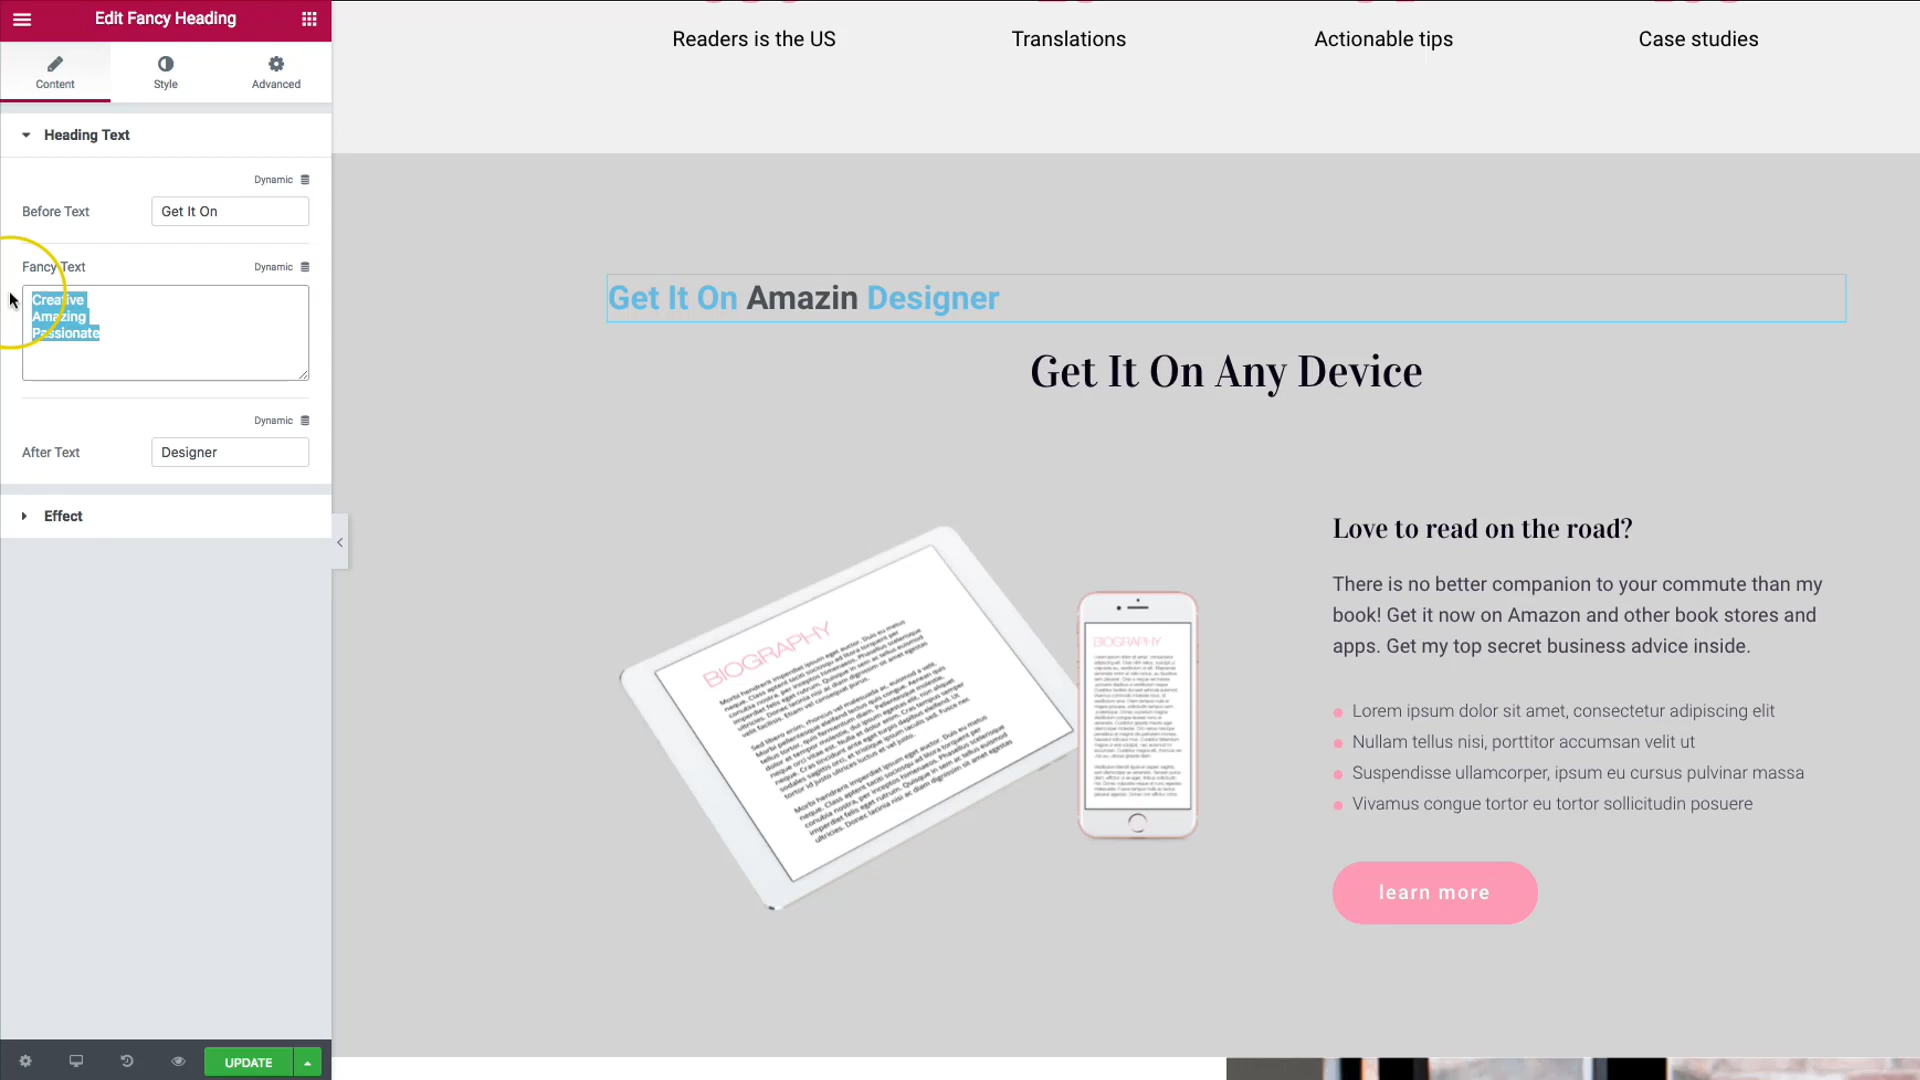 Edit Fancy Heading
Content
Style
Advanced
Heading Text
Dynamic
Before Text
Get It On
Fancy Text
Dynamic
Creative
Amazing
Passionate
Dynamic
After Text
Designer
Effect
UPDATE
Readers is the US
Translations
Actionable tips
Case studies
Get It On Amazin Designer
Get It On Any Device
BIOGRAPHY
BIOGRAPHY
Love to read on the road?
There is no better companion to your commute than my
book! Get it now on Amazon and other book stores and
apps. Get my top secret business advice inside.
Lorem ipsum dolor sit amet, consectetur adipiscing elit
Nullam tellus nisi, porttitor accumsan velit ut
Suspendisse ullamcorper, ipsum eu cursus pulvinar massa
Vivamus congue tortor eu tortor sollicitudin posuere
learn more